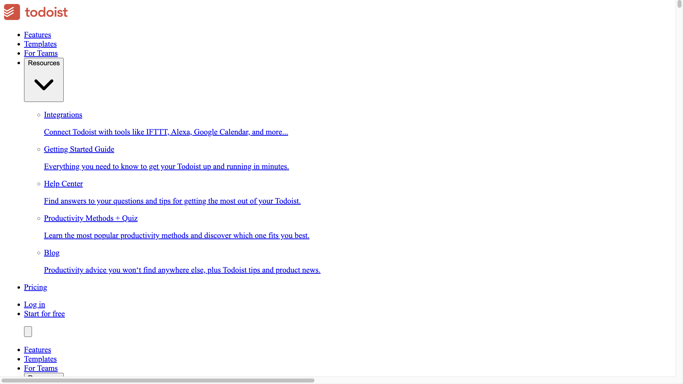 todoist
Features
Templates
For Teams
Resources
Integrations
Connect Todoist with tools like IFTTT, Alexa, Google Calendar, and more...
Getting Started Guide
Everything you need to know to get your Todoist up and running in minutes.
Help Center
Find answers to your questions and tips for getting the most out of your Todoist.
Productivity Methods + Quiz
Learn the most popular productivity methods and discover which one fits you best.
Blog
Productivity advice you won‘t find anywhere else, plus Todoist tips and product news.
Pricing
Log in
Start for free
Features
Templates
For Teams